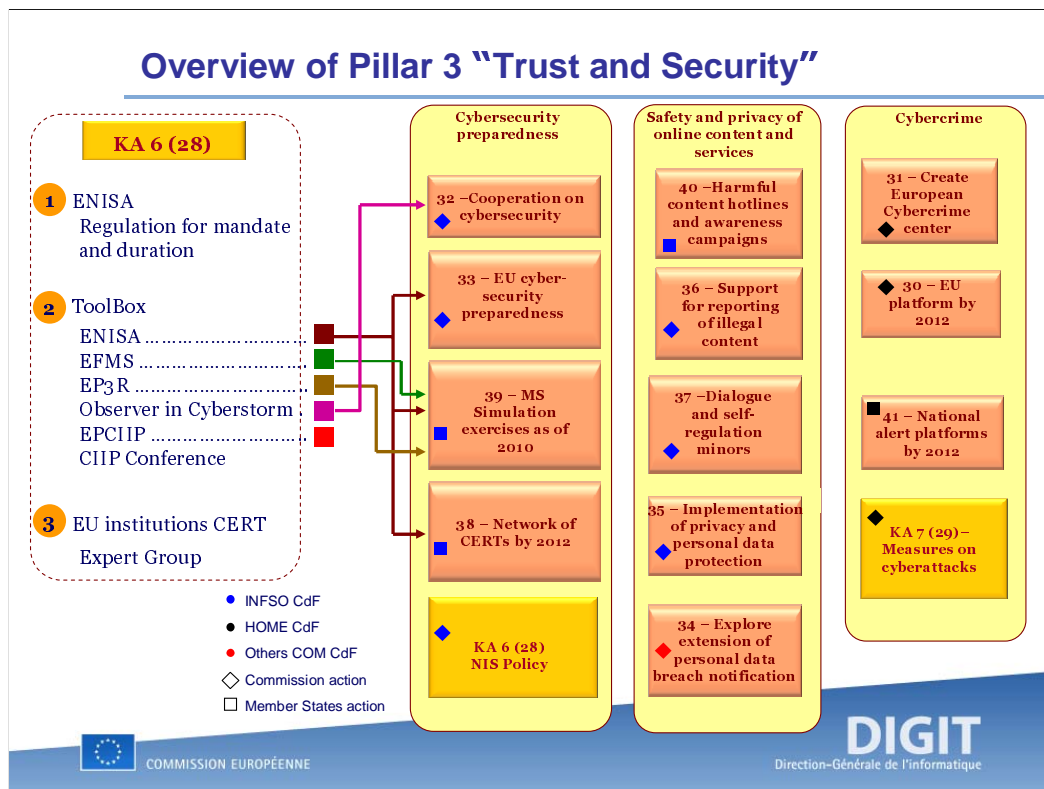 Overview of Pillar 3 “Trust and Security”
KA 6 (28)
1 ENISA
Regulation for mandate
and duration
2 ToolBox
ENISA ................................
EFMS ..................................
EP3R ...................................
Observer in Cyberstorm .
EPCIIP ................................
CIIP Conference
3 EU institutions CERT
Expert Group
INFSO CdF
HOME CdF
Others COM CdF
Commission action
Member States action
Cybersecurity
preparedness
32 –Cooperation on
cybersecurity
33 – EU cyber-
security
preparedness
39 – MS
Simulation
exercises as of
2010
38 – Network of
CERTs by 2012
KA 6 (28)
NIS Policy
Safety and privacy of
online content and
services
40 –Harmful
content hotlines
and awareness
campaigns
36 – Support
for reporting
of illegal
content
37 –Dialogue
and self-
regulation
minors
35 – Implementation
of privacy and
personal data
protection
34 – Explore
extension of
personal data
breach notification
Cybercrime
31 – Create
European
Cybercrime
center
30 – EU
platform by
2012
41 – National
alert platforms
by 2012
KA 7 (29)–
Measures on
cyberattacks
COMMISSION EUROPÉENNE
DIGIT
Direction-Générale de l'informatique